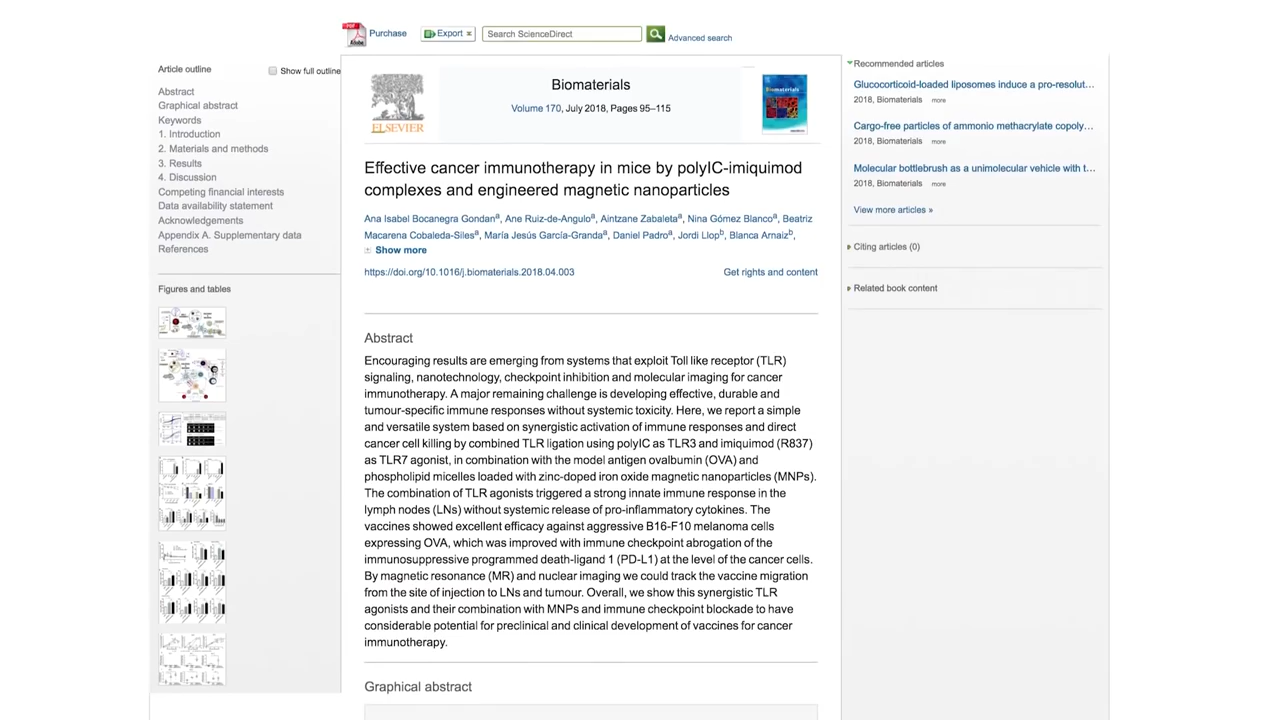 Purchase
Export
Search ScienceDirect
Advanced search
Article outline
Show full outline
Abstract
Graphical abstract
Keywords
1. Introduction
2. Materials and methods
3. Results
4. Discussion
Competing financial interests
Data availability statement
Acknowledgements
Appendix A. Supplementary data
References
Figures and tables
ELSEVIER
Biomaterials
Volume 170, July 2018, Pages 95–115
Biomaterials
Effective cancer immunotherapy in mice by polyIC-imiquimod
complexes and engineered magnetic nanoparticles
Ana Isabel Bocanegra Gondanᵃ, Ane Ruiz-de-Anguloᵃ, Aintzane Zabaletaᵃ, Nina Gómez Blancoᵃ, Beatriz
Macarena Cobaleda-Silesᵃ, María Jesús García-Grandaᵃ, Daniel Padroᵃ, Jordi Llopᵇ, Blanca Arnaizᵇ,
Show more
https://doi.org/10.1016/j.biomaterials.2018.04.003
Get rights and content
Abstract
Encouraging results are emerging from systems that exploit Toll like receptor (TLR)
signaling, nanotechnology, checkpoint inhibition and molecular imaging for cancer
immunotherapy. A major remaining challenge is developing effective, durable and
tumour-specific immune responses without systemic toxicity. Here, we report a simple
and versatile system based on synergistic activation of immune responses and direct
cancer cell killing by combined TLR ligation using polyIC as TLR3 and imiquimod (R837)
as TLR7 agonist, in combination with the model antigen ovalbumin (OVA) and
phospholipid micelles loaded with zinc-doped iron oxide magnetic nanoparticles (MNPs).
The combination of TLR agonists triggered a strong innate immune response in the
lymph nodes (LNs) without systemic release of pro-inflammatory cytokines. The
vaccines showed excellent efficacy against aggressive B16-F10 melanoma cells
expressing OVA, which was improved with immune checkpoint abrogation of the
immunosuppressive programmed death-ligand 1 (PD-L1) at the level of the cancer cells.
By magnetic resonance (MR) and nuclear imaging we could track the vaccine migration
from the site of injection to LNs and tumour. Overall, we show this synergistic TLR
agonists and their combination with MNPs and immune checkpoint blockade to have
considerable potential for preclinical and clinical development of vaccines for cancer
immunotherapy.
Graphical abstract
Recommended articles
Glucocorticoid-loaded liposomes induce a pro-resolut…
2018, Biomaterials more
Cargo-free particles of ammonio methacrylate copoly…
2018, Biomaterials more
Molecular bottlebrush as a unimolecular vehicle with t…
2018, Biomaterials more
View more articles »
Citing articles (0)
Related book content